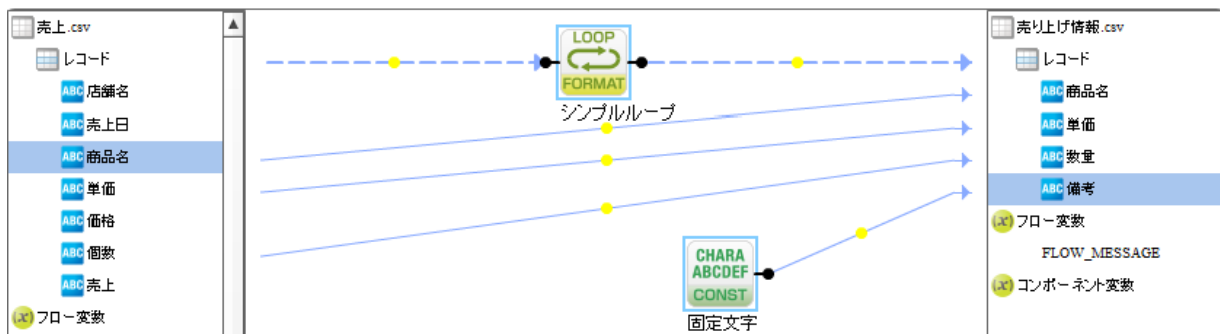 売上.csv
レコード
店舗名
売上日
商品名
単価
価格
個数
売上
フロー変数
LOOP
FORMAT
シンプルループ
CHARA
ABCDEF
CONST
固定文字
売り上げ情報.csv
レコード
商品名
単価
数量
備考
フロー変数
FLOW_MESSAGE
コンポーネント変数